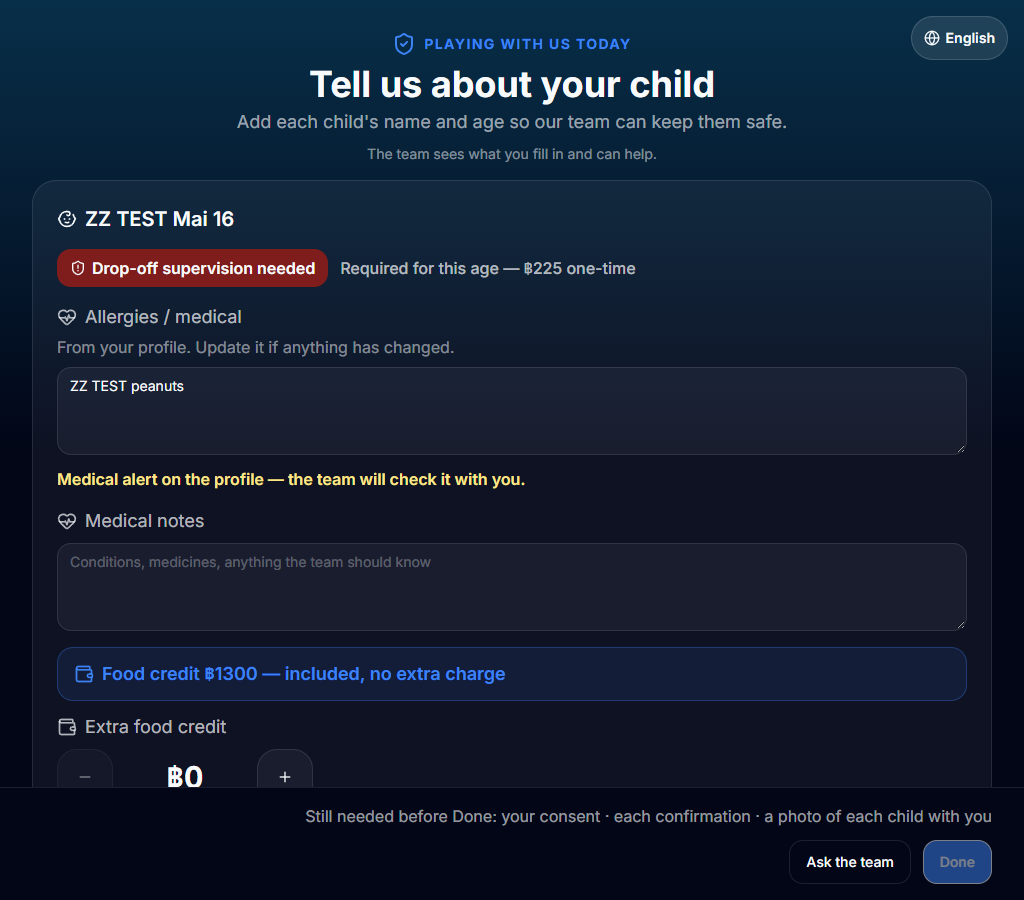 English
PLAYING WITH US TODAY
Tell us about your child
Add each child's name and age so our team can keep them safe.
The team sees what you fill in and can help.
ZZ TEST Mai 16
Drop-off supervision needed
Required for this age — ฿225 one-time
Allergies / medical
From your profile. Update it if anything has changed.
ZZ TEST peanuts
Medical alert on the profile — the team will check it with you.
Medical notes
Conditions, medicines, anything the team should know
Food credit ฿1300 — included, no extra charge
Extra food credit
− ฿0 +
Still needed before Done: your consent · each confirmation · a photo of each child with you
Ask the team
Done